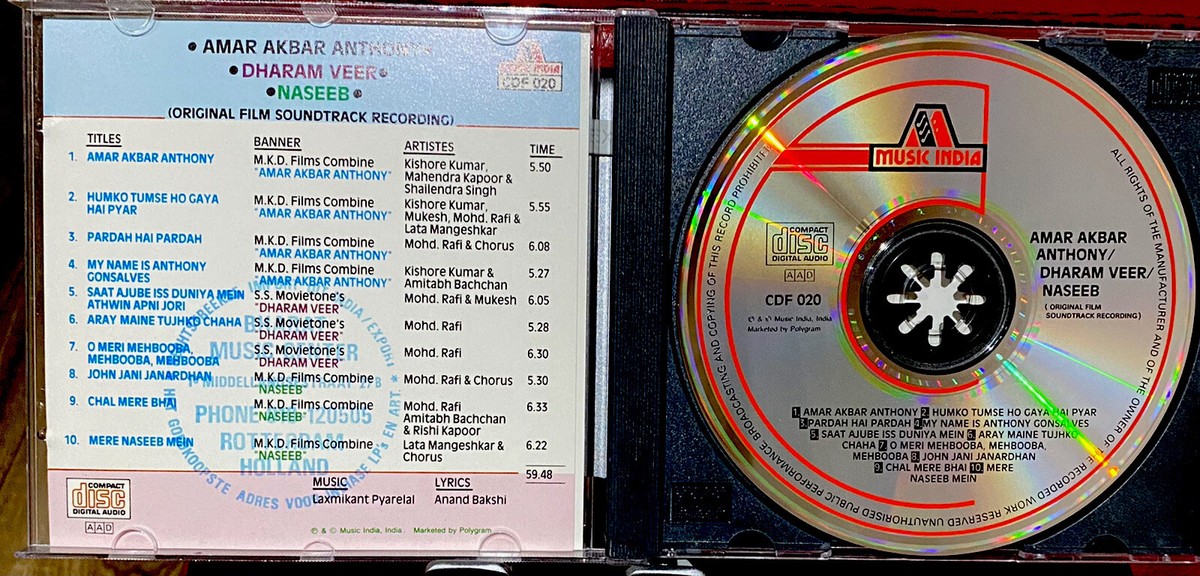 • AMAR AKBAR ANTHONY •
• DHARAM VEER •
• NASEEB •
(ORIGINAL FILM SOUNDTRACK RECORDING)
MUSIC INDIA
CDF 020
TITLES BANNER ARTISTES TIME
1. AMAR AKBAR ANTHONY M.K.D. Films Combine Kishore Kumar, 5.50
"AMAR AKBAR ANTHONY" Mahendra Kapoor &
Shailendra Singh
2. HUMKO TUMSE HO GAYA M.K.D. Films Combine Kishore Kumar, 5.55
HAI PYAR "AMAR AKBAR ANTHONY" Mukesh, Mohd. Rafi &
Lata Mangeshkar
3. PARDAH HAI PARDAH M.K.D. Films Combine Mohd. Rafi & Chorus 6.08
"AMAR AKBAR ANTHONY"
4. MY NAME IS ANTHONY M.K.D. Films Combine Kishore Kumar & 5.27
GONSALVES "AMAR AKBAR ANTHONY" Amitabh Bachchan
5. SAAT AJUBE ISS DUNIYA MEIN S.S. Movietone's Mohd. Rafi & Mukesh 6.05
ATHWIN APNI JORI "DHARAM VEER"
6. ARAY MAINE TUJHKO CHAHA S.S. Movietone's Mohd. Rafi 5.28
"DHARAM VEER"
7. O MERI MEHBOOBA, S.S. Movietone's Mohd. Rafi 6.30
MEHBOOBA, MEHBOOBA "DHARAM VEER"
8. JOHN JANI JANARDHAN M.K.D. Films Combine Mohd. Rafi & Chorus 5.30
"NASEEB"
9. CHAL MERE BHAI M.K.D. Films Combine Mohd. Rafi 6.33
"NASEEB" Amitabh Bachchan
& Rishi Kapoor
10. MERE NASEEB MEIN M.K.D. Films Combine Lata Mangeshkar & 6.22
"NASEEB" Chorus
59.48
MUSIC LYRICS
Laxmikant Pyarelal Anand Bakshi
COMPACT
disc
DIGITAL AUDIO
AAD
℗ & © Music India, India. Marketed by Polygram
INDIA/EXPORT
MUSIC CENTER
PHONE 120505
ROTTERDAM
HOLLAND
GOEDKOOPSTE ADRES VOOR LP's EN ART. *
MUSIC INDIA
COMPACT
disc
DIGITAL AUDIO
AAD
CDF 020
℗ & © Music India, India
Marketed by Polygram
AMAR AKBAR
ANTHONY/
DHARAM VEER/
NASEEB
(ORIGINAL FILM
SOUNDTRACK RECORDING)
1 AMAR AKBAR ANTHONY 2 HUMKO TUMSE HO GAYA HAI PYAR
3 PARDAH HAI PARDAH 4 MY NAME IS ANTHONY GONSALVES
5 SAAT AJUBE ISS DUNIYA MEIN 6 ARAY MAINE TUJHKO
CHAHA 7 O MERI MEHBOOBA, MEHBOOBA,
MEHBOOBA 8 JOHN JANI JANARDHAN
9 CHAL MERE BHAI 10 MERE
NASEEB MEIN
ALL RIGHTS OF THE MANUFACTURER AND OF THE OWNER OF THE RECORDED WORK RESERVED UNAUTHORISED PUBLIC PERFORMANCE BROADCASTING AND COPYING OF THIS RECORD PROHIBITED